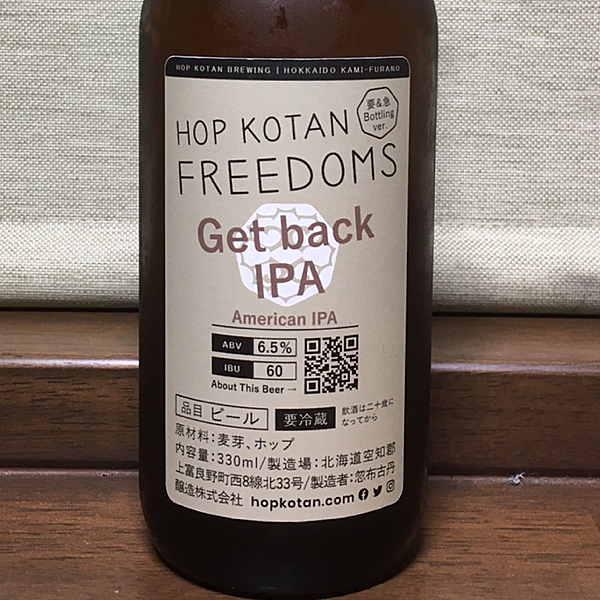 HOP KOTAN BREWING | HOKKAIDO KAMI-FURANO
要&急
Bottling
ver.
HOP KOTAN
FREEDOMS
Get back
IPA
American IPA
ABV 6.5%
IBU 60
About This Beer →
品目 ビール 要冷蔵 飲酒は二十歳に
なってから
原材料:麦芽、ホップ
内容量:330ml/製造場:北海道空知郡
上富良野町西8線北33号/製造者:忽布古丹
醸造株式会社 hopkotan.com